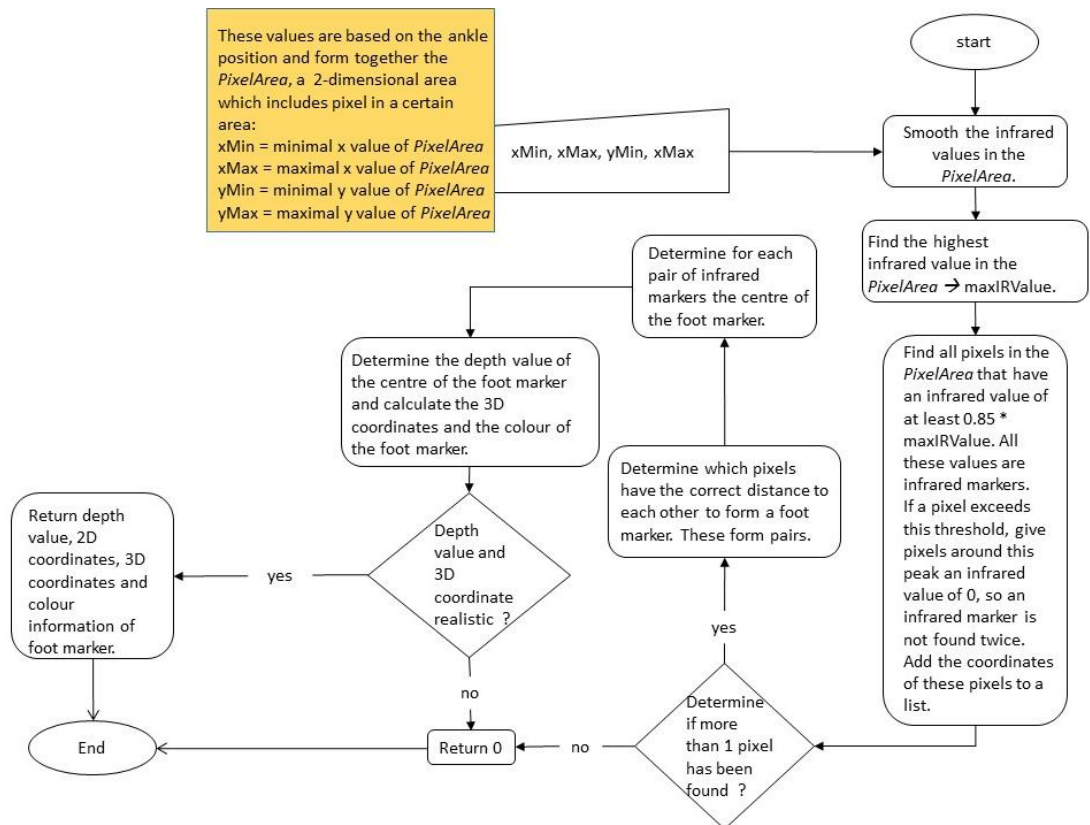 These values are based on the ankle
position and form together the
PixelArea, a 2-dimensional area
which includes pixel in a certain
area:
xMin = minimal x value of PixelArea
xMax = maximal x value of PixelArea
yMin = minimal y value of PixelArea
yMax = maximal y value of PixelArea
xMin, xMax, yMin, xMax
start
Smooth the infrared
values in the
PixelArea.
Find the highest
infrared value in the
PixelArea → maxIRValue.
Find all pixels in the
PixelArea that have
an infrared value of
at least 0.85 *
maxIRValue. All
these values are
infrared markers.
If a pixel exceeds
this threshold, give
pixels around this
peak an infrared
value of 0, so an
infrared marker is
not found twice.
Add the coordinates
of these pixels to a
list.
Determine
if more
than 1 pixel
has been
found ?
yes
no
Determine which pixels
have the correct distance to
each other to form a foot
marker. These form pairs.
Determine for each
pair of infrared
markers the centre of
the foot marker.
Determine the depth value of
the centre of the foot marker
and calculate the 3D
coordinates and the colour of
the foot marker.
Depth
value and
3D
coordinate
realistic ?
yes
no
Return depth
value, 2D
coordinates, 3D
coordinates and
colour
information of
foot marker.
Return 0
End